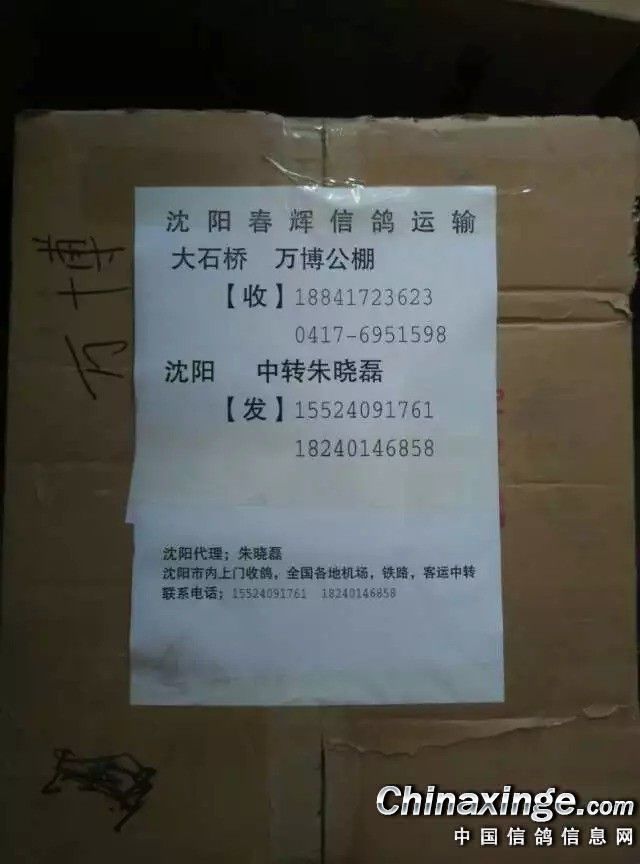 沈阳春辉信鸽运输
大石桥 万博公棚
【收】18841723623
0417-6951598
沈阳 中转朱晓磊
【发】15524091761
18240146858
沈阳代理；朱晓磊
沈阳市内上门收鸽，全国各地机场，铁路，客运中转
联系电话；15524091761 18240146858
万博
Chinaxinge.com
中国信鸽信息网